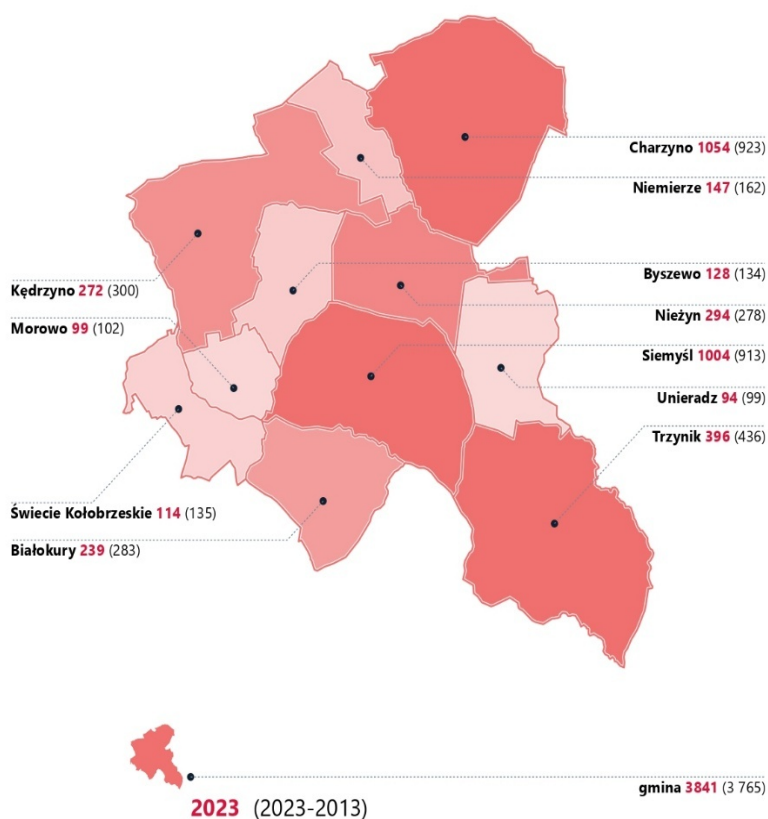 Charzyno 1054 (923)
Niemierze 147 (162)
Byszewo 128 (134)
Kędrzyno 272 (300)
Nieżyn 294 (278)
Morowo 99 (102)
Siemyśl 1004 (913)
Unieradz 94 (99)
Trzynik 396 (436)
Świecie Kołobrzeskie 114 (135)
Białokury 239 (283)
gmina 3841 (3 765)
2023 (2023-2013)